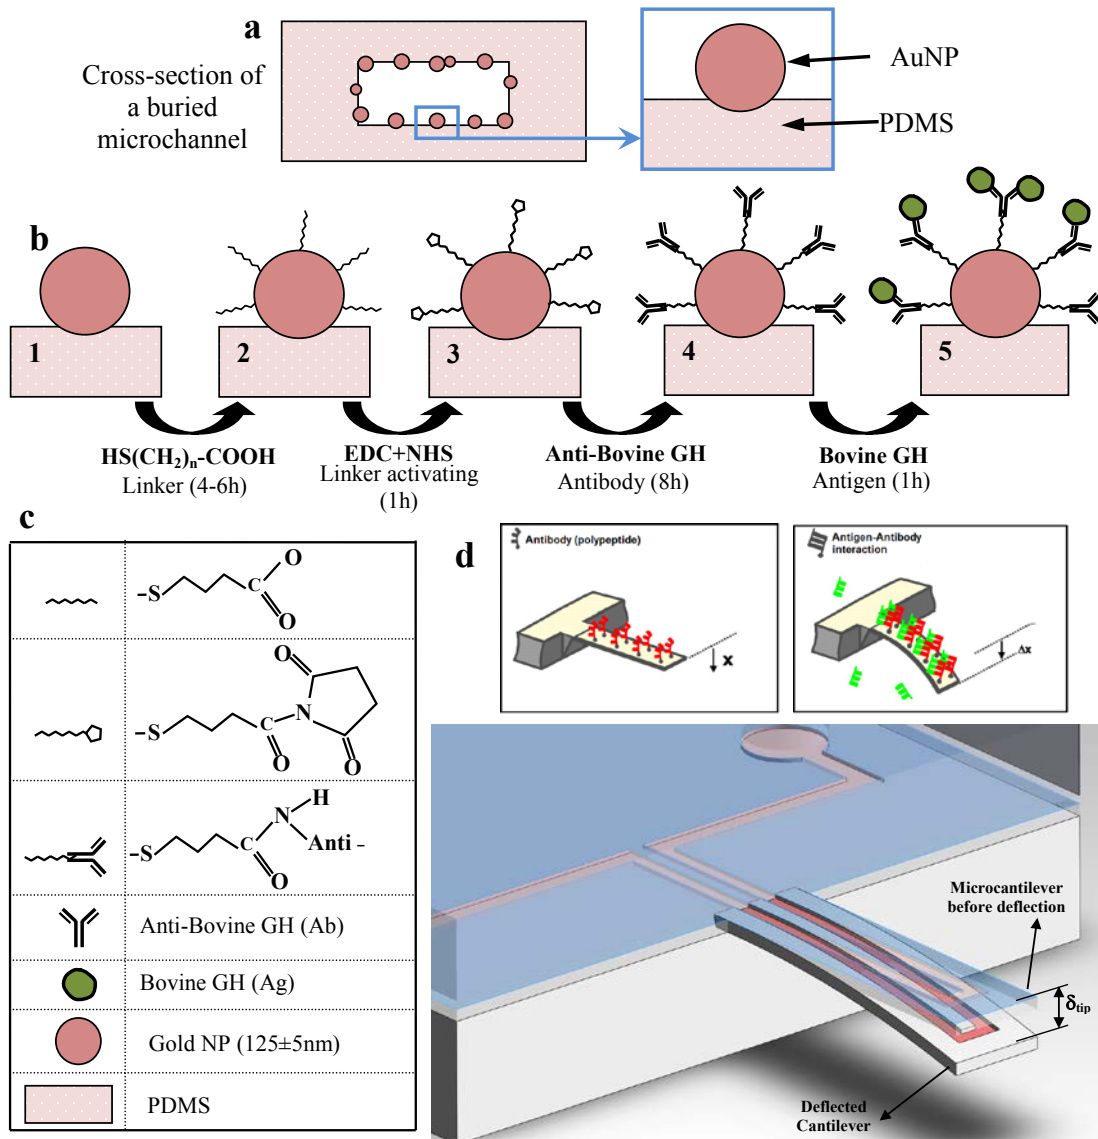 a
Cross-section of
a buried
microchannel
AuNP
PDMS
b
1
2
3
4
5
HS(CH2)n-COOH
Linker (4-6h)
EDC+NHS
Linker activating
(1h)
Anti-Bovine GH
Antibody (8h)
Bovine GH
Antigen (1h)
c
-S
C
O
O
-S
C
O
N
O
O
-S
C
O
N
H
Anti -
Anti-Bovine GH (Ab)
Bovine GH (Ag)
Gold NP (125±5nm)
PDMS
d
Antibody (polypeptide)
x
Antigen-Antibody
interaction
Δx
Microcantilever
before deflection
δtip
Deflected
Cantilever